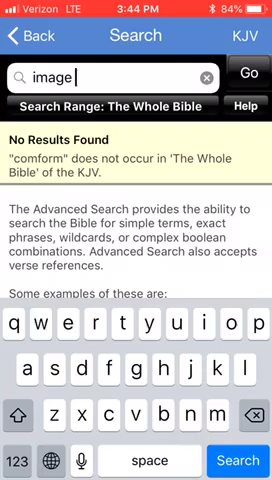 Verizon LTE 3:44 PM 84%
Back Search KJV
image Go
Search Range: The Whole Bible Help
No Results Found
"comform" does not occur in 'The Whole
Bible' of the KJV.
The Advanced Search provides the ability to
search the Bible for simple terms, exact
phrases, wildcards, or complex boolean
combinations. Advanced Search also accepts
verse references.
Some examples of these are:
q w e r t y u i o p
a s d f g h j k l
z x c v b n m
123 space Search